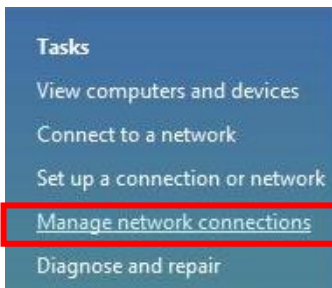 Tasks
View computers and devices
Connect to a network
Set up a connection or network
Manage network connections
Diagnose and repair